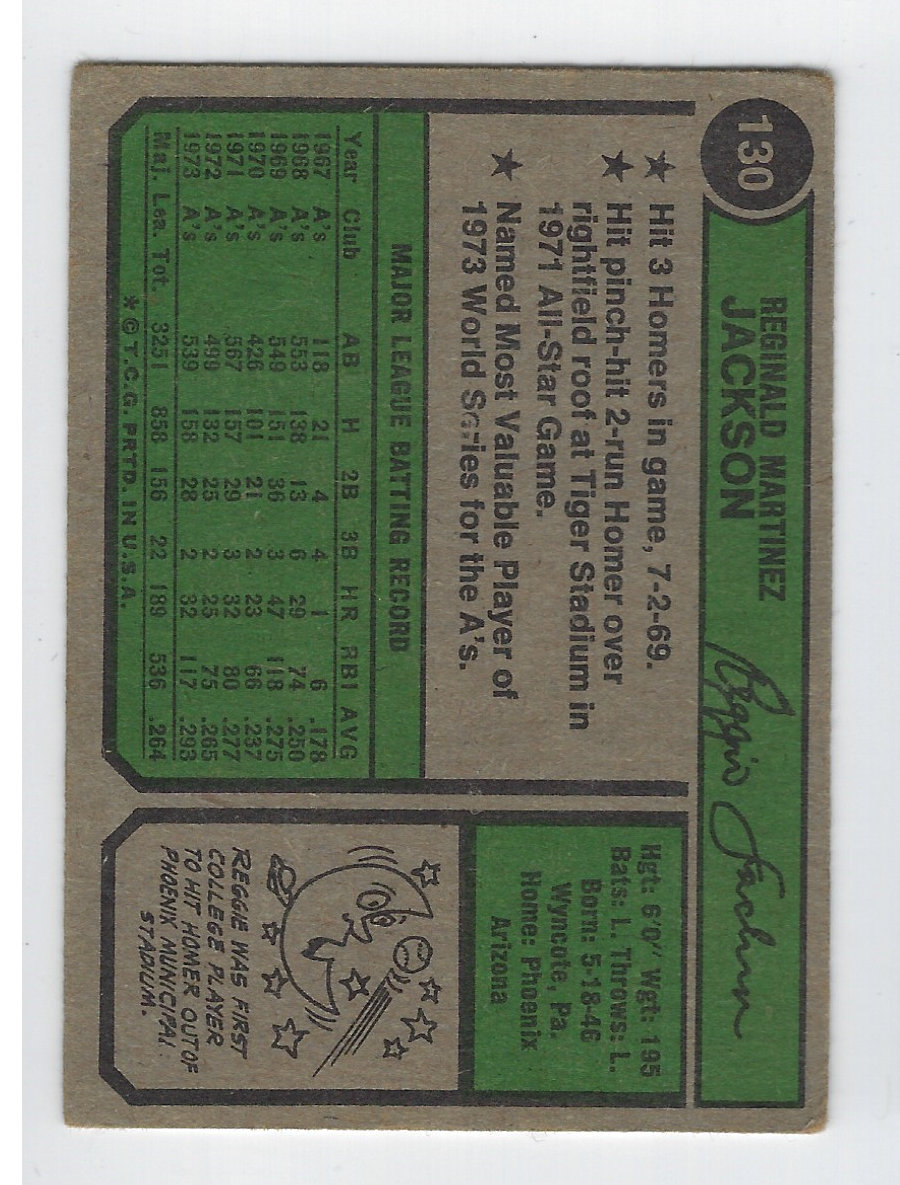 130
REGINALD MARTINEZ
JACKSON
Reggie Jackson
★ Hit 3 Homers in game, 7-2-69.
★ Hit pinch-hit 2-run Homer over
rightfield roof at Tiger Stadium in
1971 All-Star Game.
★ Named Most Valuable Player of
1973 World Series for the A's.
MAJOR LEAGUE BATTING RECORD
Year Club AB H 2B 3B HR RBI AVG
1967 A's 118 21 4 4 1 6 .178
1968 A's 553 138 13 6 29 74 .250
1969 A's 549 151 36 3 47 118 .275
1970 A's 426 101 21 2 23 66 .237
1971 A's 567 157 29 3 32 80 .277
1972 A's 499 132 25 2 25 75 .265
1973 A's 539 158 28 2 32 117 .293
Maj. Lea. Tot. 3251 858 156 22 189 536 .264
*©T.C.G. PRTD. IN U.S.A.
Hgt: 6'0" Wgt: 195
Bats: L. Throws: L.
Born: 5-18-46
Wyncote, Pa.
Home: Phoenix
Arizona
REGGIE WAS FIRST
COLLEGE PLAYER
TO HIT HOMER OUT OF
PHOENIX MUNICIPAL
STADIUM.